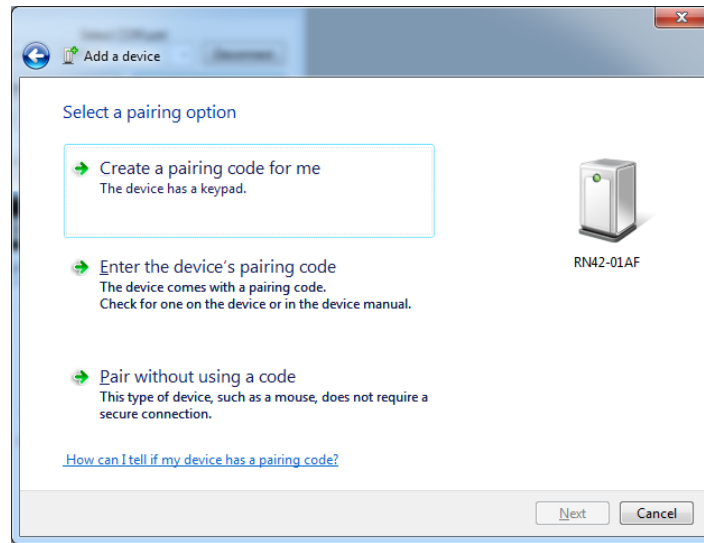 Add a device
Select a pairing option
Create a pairing code for me
The device has a keypad.
RN42-01AF
Enter the device's pairing code
The device comes with a pairing code.
Check for one on the device or in the device manual.
Pair without using a code
This type of device, such as a mouse, does not require a
secure connection.
How can I tell if my device has a pairing code?
Next
Cancel